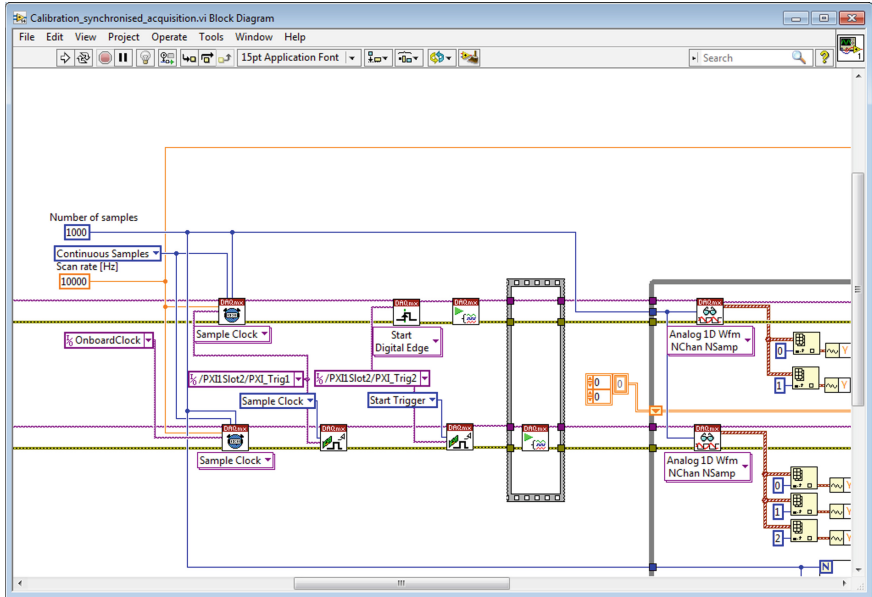 Calibration_synchronised_acquisition.vi Block Diagram
File Edit View Project Operate Tools Window Help
15pt Application Font
Search
?
1
Number of samples
1000
Continuous Samples
Scan rate [Hz]
10000
DAQmx DAQmx DAQmx DAQmx
OnboardClock
Sample Clock
Start
Digital Edge
Analog 1D Wfm
NChan NSamp
0
Y
/PXI1Slot2/PXI_Trig1
/PXI1Slot2/PXI_Trig2
1
Y
Sample Clock
Start Trigger
0
0
0
DAQmx DAQmx DAQmx DAQmx DAQmx
Sample Clock
Analog 1D Wfm
NChan NSamp
0
Y
1
Y
2
Y
N